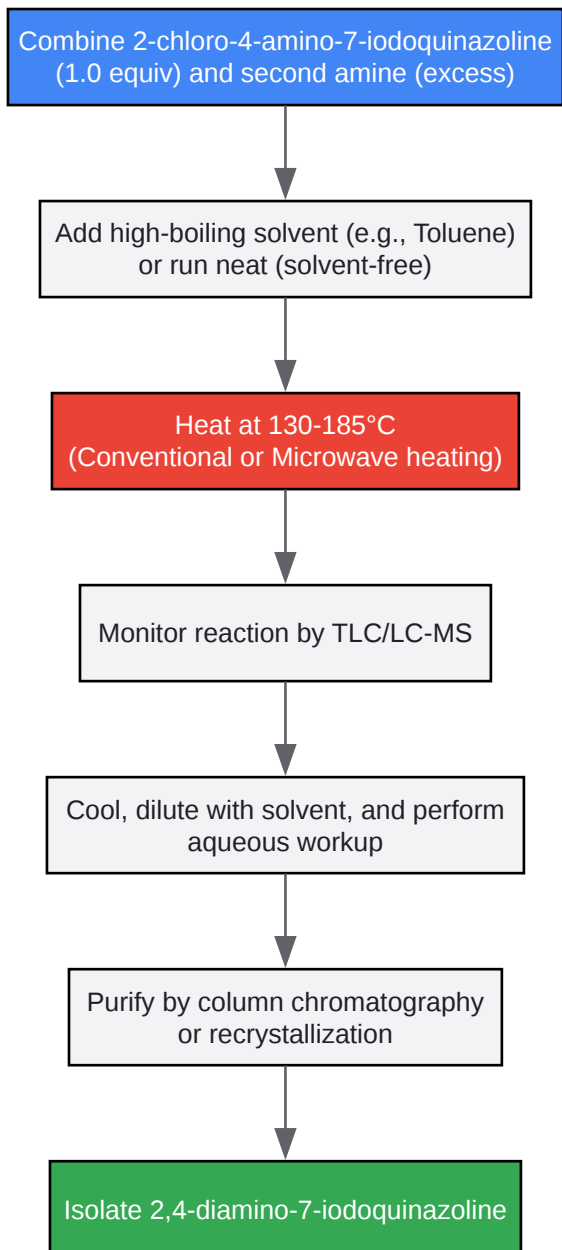 Combine 2-chloro-4-amino-7-iodoquinazoline
(1.0 equiv) and second amine (excess)
Add high-boiling solvent (e.g., Toluene)
or run neat (solvent-free)
Heat at 130-185°C
(Conventional or Microwave heating)
Monitor reaction by TLC/LC-MS
Cool, dilute with solvent, and perform
aqueous workup
Purify by column chromatography
or recrystallization
Isolate 2,4-diamino-7-iodoquinazoline